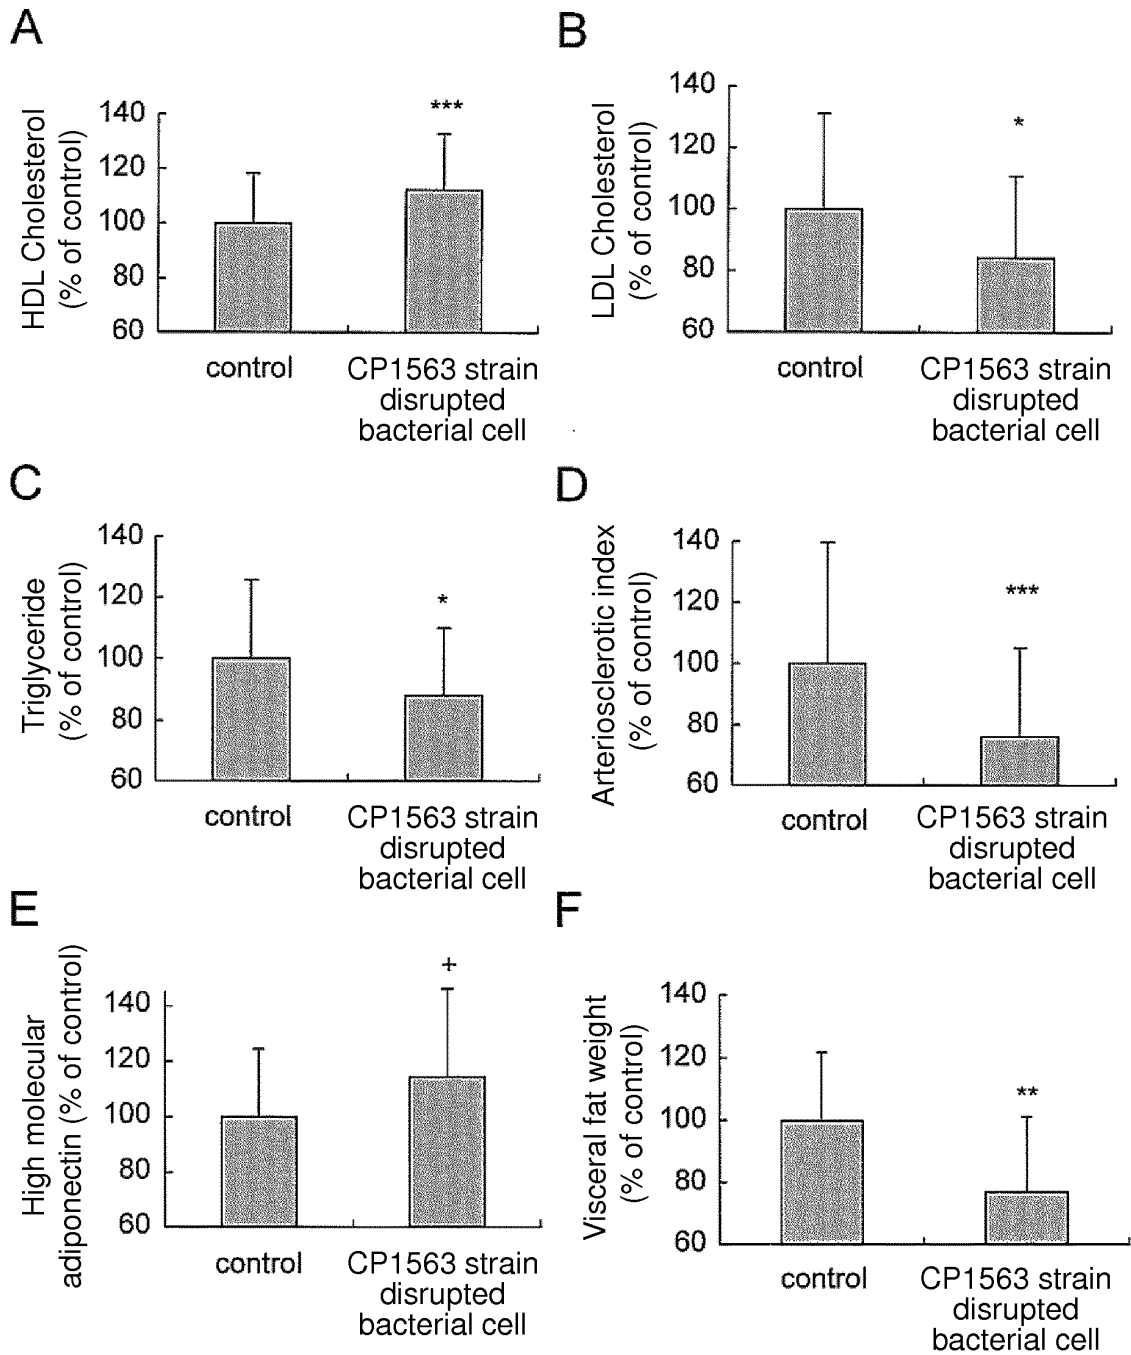 A
HDL Cholesterol
(% of control)
140
120
100
80
60
***
control
CP1563 strain
disrupted
bacterial cell
B
LDL Cholesterol
(% of control)
140
120
100
80
60
*
control
CP1563 strain
disrupted
bacterial cell
C
Triglyceride
(% of control)
140
120
100
80
60
*
control
CP1563 strain
disrupted
bacterial cell
D
Arteriosclerotic index
(% of control)
140
120
100
80
60
***
control
CP1563 strain
disrupted
bacterial cell
E
High molecular
adiponectin (% of control)
140
120
100
80
60
+
control
CP1563 strain
disrupted
bacterial cell
F
Visceral fat weight
(% of control)
140
120
100
80
60
**
control
CP1563 strain
disrupted
bacterial cell